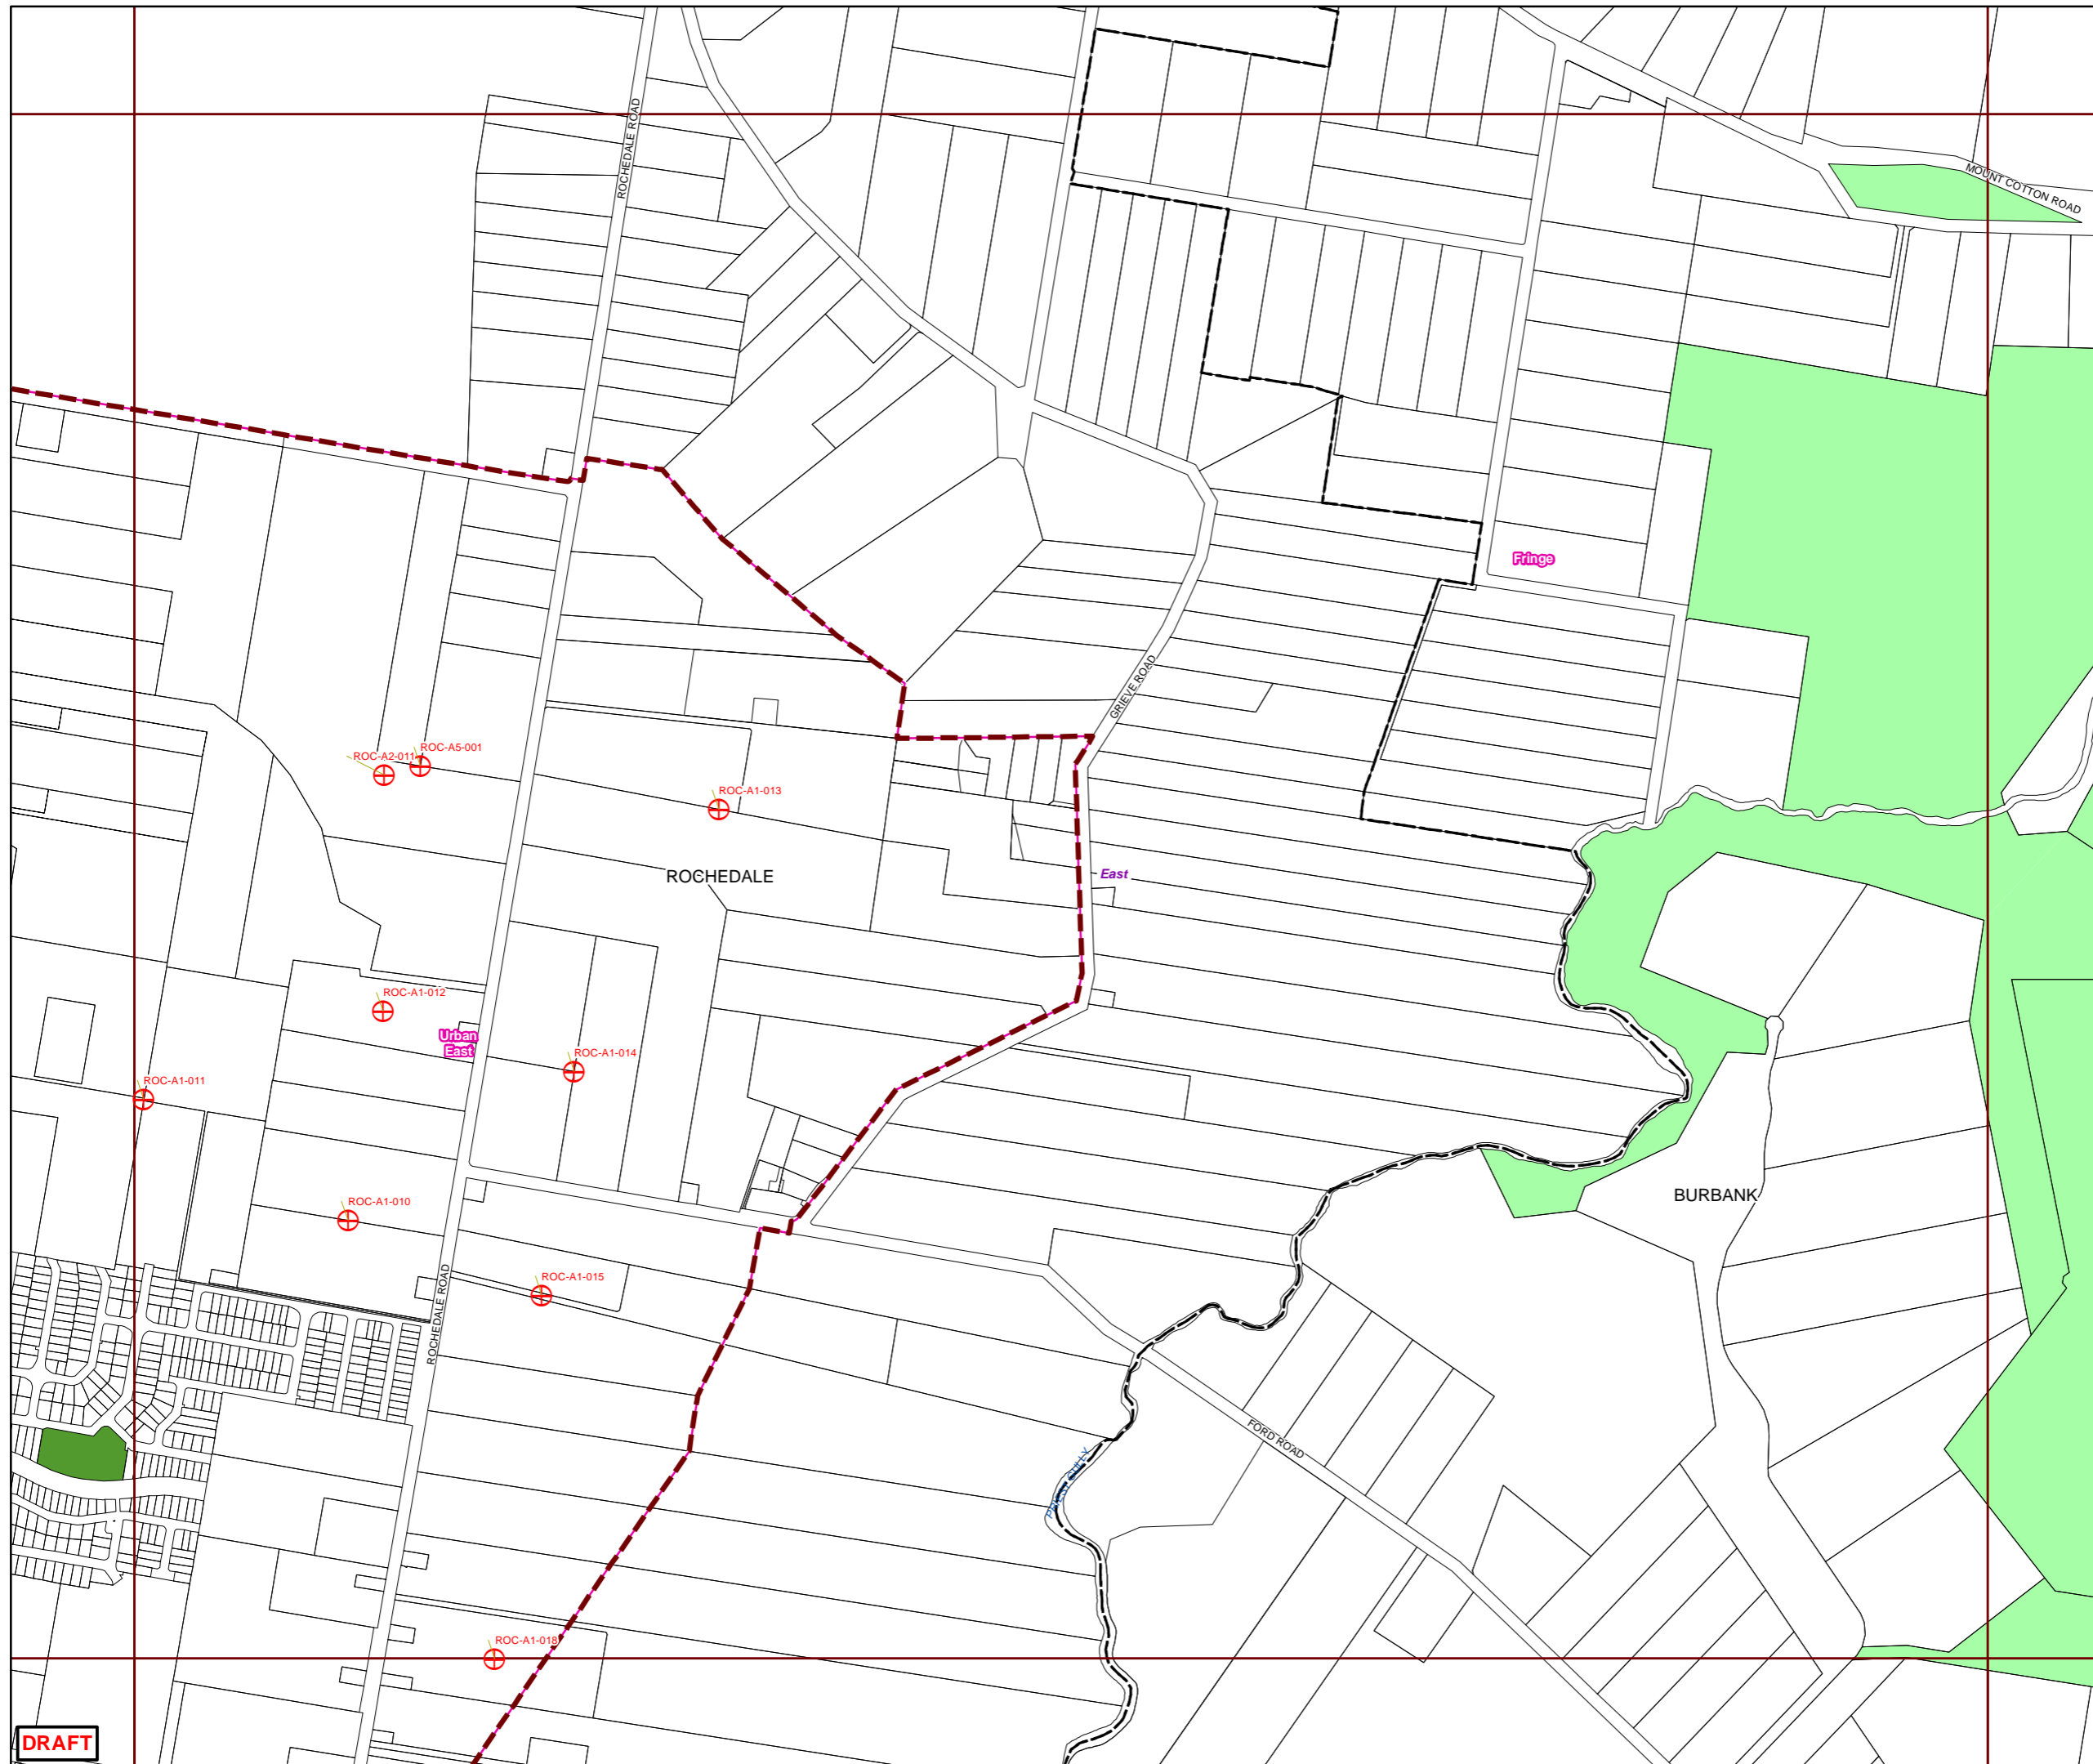 ROCHEDALE ROAD
MOUNT COTTON ROAD
Fringe
GRIEVE ROAD
ROC-A2-011
ROC-A5-001
ROC-A1-013
ROCHEDALE
East
ROC-A1-012
Urban
East
ROC-A1-014
ROC-A1-011
BURBANK
ROC-A1-010
ROC-A1-015
ROCHEDALE ROAD
FORD ROAD
GULLY
ROC-A1-018
DRAFT